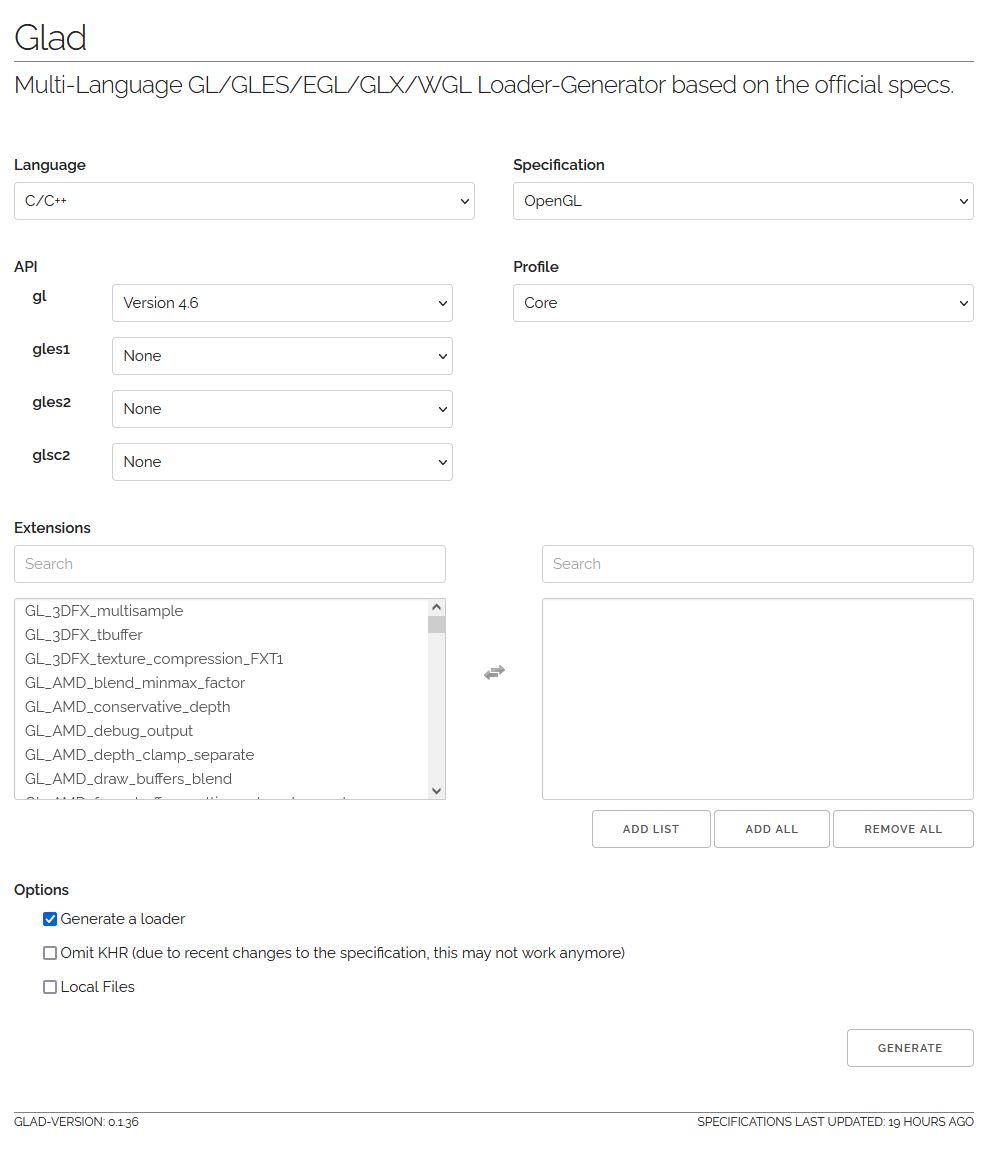 Glad
Multi-Language GL/GLES/EGL/GLX/WGL Loader-Generator based on the official specs.
Language
Specification
C/C++
OpenGL
API
Profile
gl
Version 4.6
Core
gles1
None
gles2
None
glsc2
None
Extensions
Search
Search
GL_3DFX_multisample
GL_3DFX_tbuffer
GL_3DFX_texture_compression_FXT1
GL_AMD_blend_minmax_factor
GL_AMD_conservative_depth
GL_AMD_debug_output
GL_AMD_depth_clamp_separate
GL_AMD_draw_buffers_blend
ADD LIST
ADD ALL
REMOVE ALL
Options
Generate a loader
Omit KHR (due to recent changes to the specification, this may not work anymore)
Local Files
GENERATE
GLAD-VERSION: 0.1.36
SPECIFICATIONS LAST UPDATED: 19 HOURS AGO